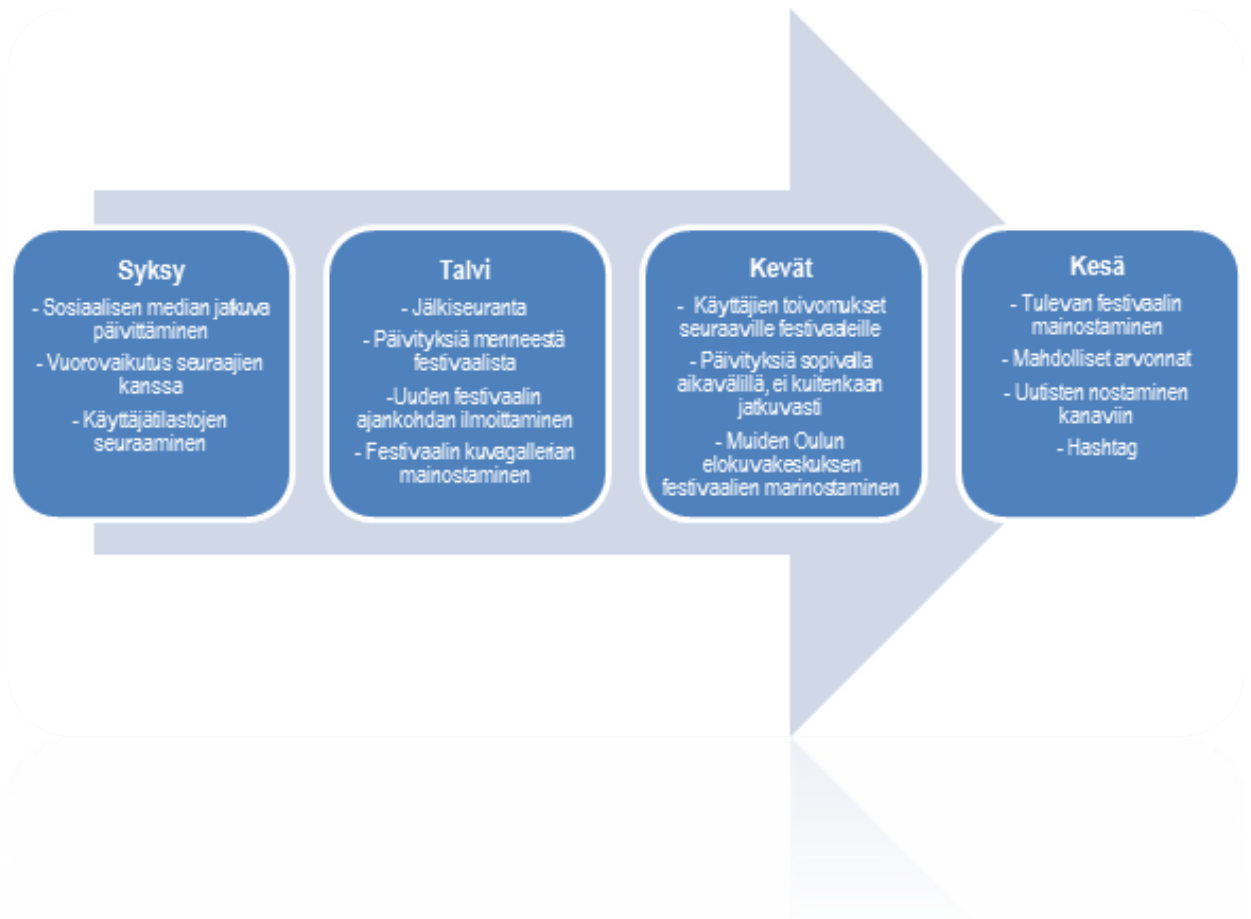 Syksy
- Sosiaalisen median jatkuva
päivittäminen
- Vuorovaikutus seuraajien
kanssa
- Käyttäjätilastojen
seuraaminen
Talvi
- Jälkiseuranta
- Päivityksiä menneestä
festivaalista
-Uuden festivaalin
ajankohdan ilmoittaminen
- Festivaalin kuvagallerian
mainostaminen
Kevät
- Käyttäjien toivomukset
seuraaville festivaaleille
- Päivityksiä sopivalla
aikavälillä, ei kuitenkaan
jatkuvasti
- Muiden Oulun
elokuvakeskuksen
festivaalien marinostaminen
Kesä
- Tulevan festivaalin
mainostaminen
- Mahdolliset arvonnat
- Uutisten nostaminen
kanaviin
- Hashtag